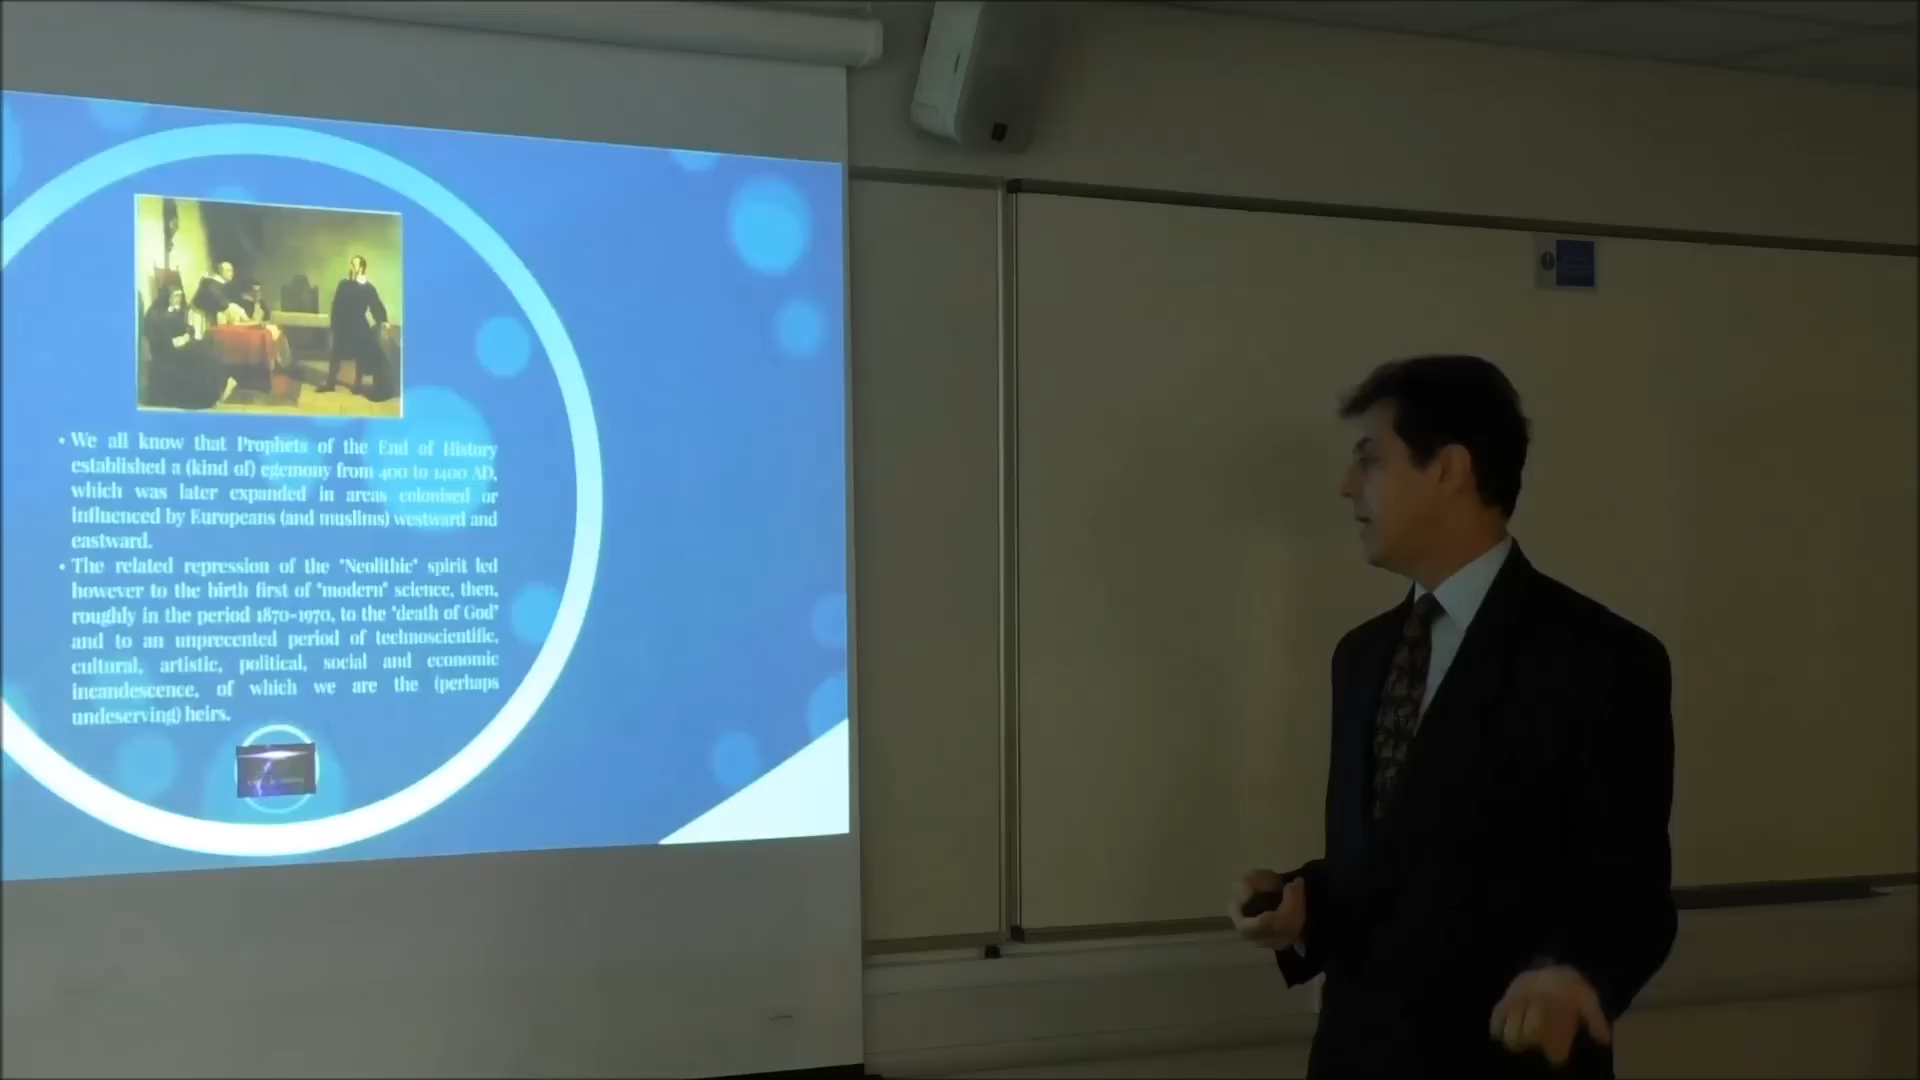 • We all know that Prophets of the End of History
established a (kind of) egemony from 400 to 1400 AD,
which was later expanded in areas colonised or
influenced by Europeans (and muslims) westward and
eastward.
• The related repression of the "Neolithic" spirit led
however to the birth first of "modern" science, then,
roughly in the period 1870-1970, to the "death of God"
and to an unprecented period of technoscientific,
cultural, artistic, political, social and economic
incandescence, of which we are the (perhaps
undeserving) heirs.